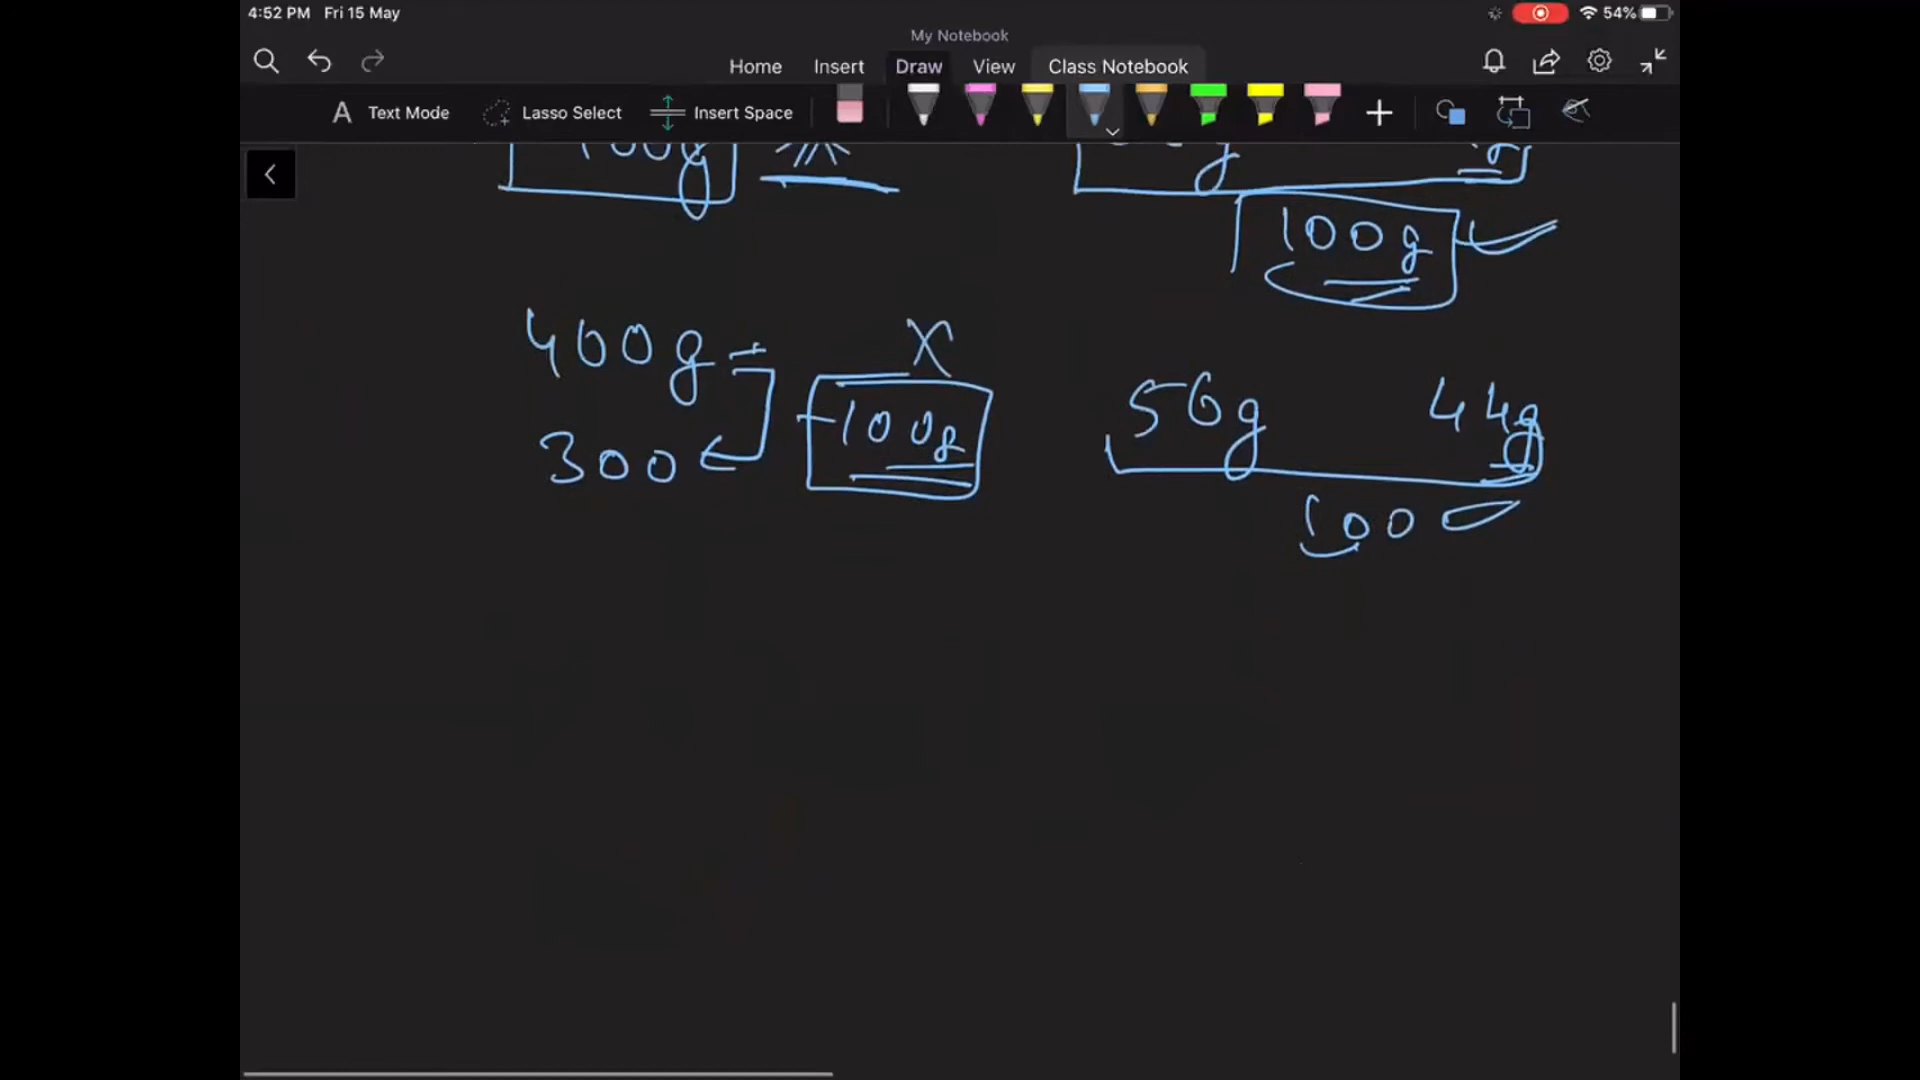 4:52 PM Fri 15 May
54%
My Notebook
Home Insert Draw View Class Notebook
A Text Mode Lasso Select Insert Space
100g
100g
400g X
100g 56g 44g
300
100